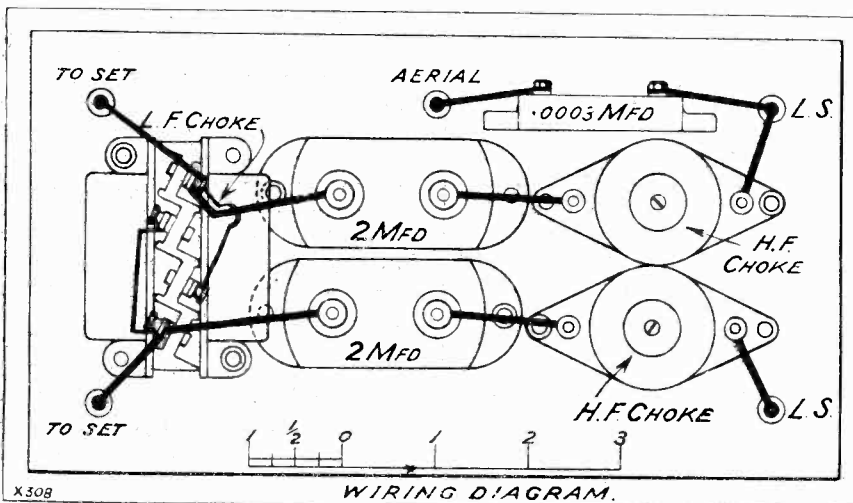 TO SET
AERIAL
L.F. CHOKE
.0003 MFD
L.S.
2 MFD
H.F. CHOKE
2 MFD
H.F. CHOKE
L.S.
TO SET
1 ½ 0 1 2 3
X308
WIRING DIAGRAM.